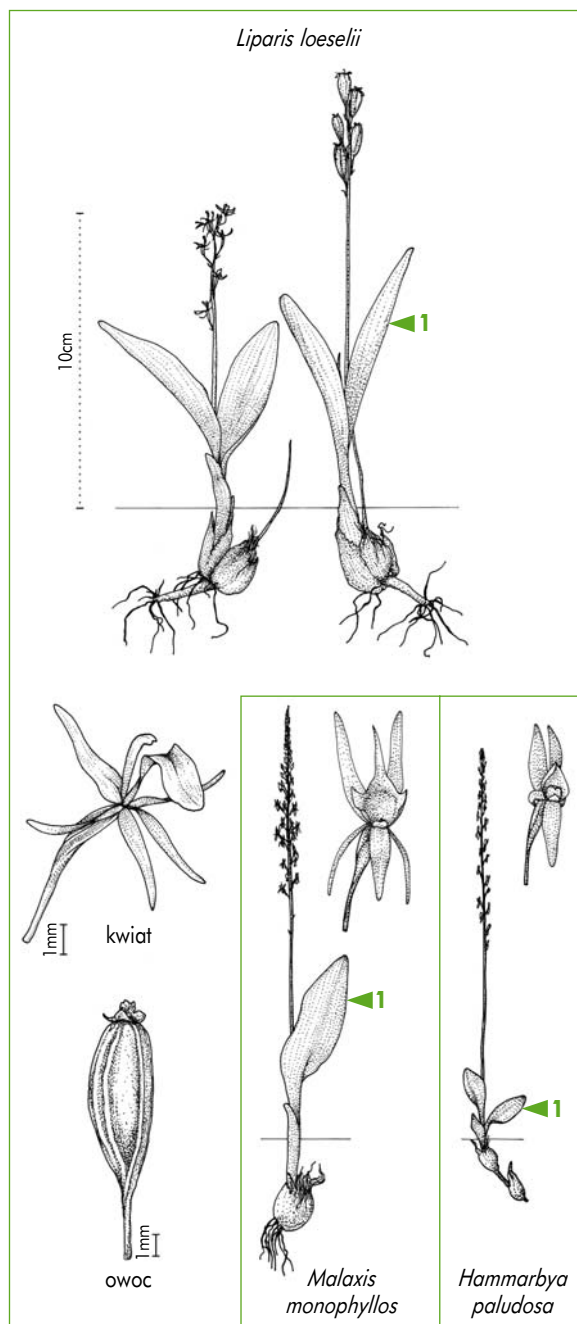 Liparis loeselii
10cm
1
kwiat
1mm
owoc
1mm
1
Malaxis
monophyllos
1
Hammarbya
paludosa